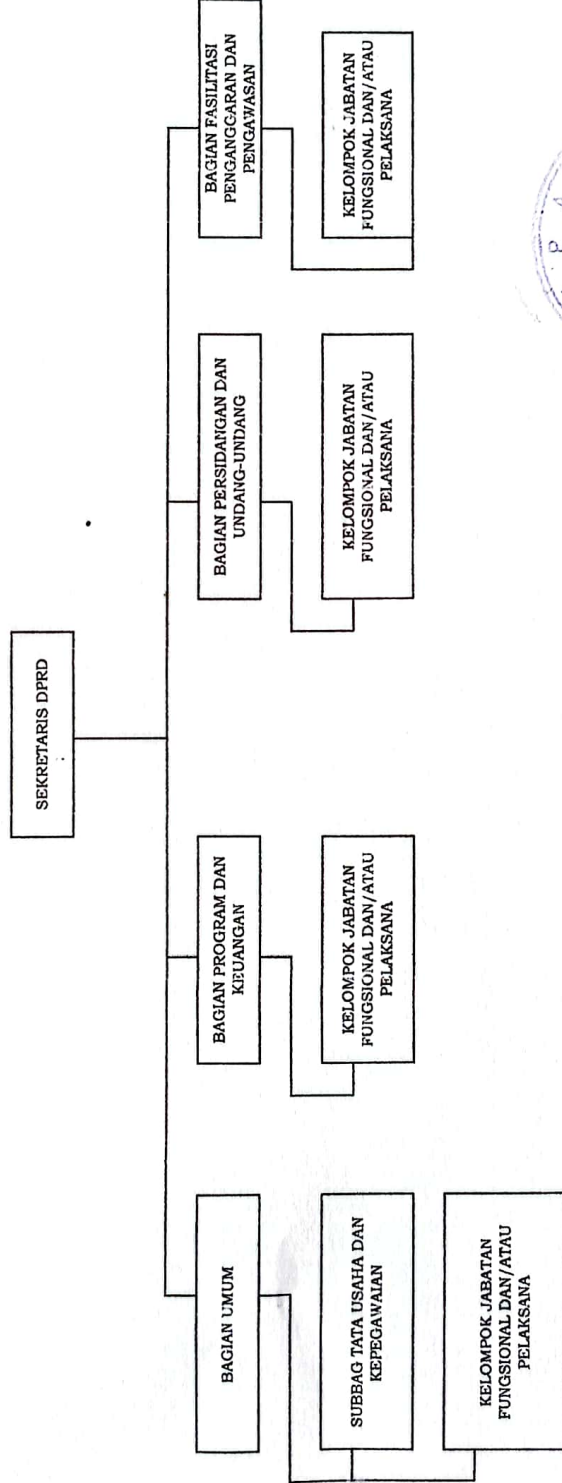 SEKRETARIS DPRD
BAGIAN UMUM
BAGIAN PROGRAM DAN
KEUANGAN
BAGIAN PERSIDANGAN DAN
UNDANG-UNDANG
BAGIAN FASILITASI
PENGANGGARAN DAN
PENGAWASAN
SUBBAG TATA USAHA DAN
KEPEGAWAIAN
KELOMPOK JABATAN
FUNGSIONAL DAN/ATAU
PELAKSANA
KELOMPOK JABATAN
FUNGSIONAL DAN/ATAU
PELAKSANA
KELOMPOK JABATAN
FUNGSIONAL DAN/ATAU
PELAKSANA
KELOMPOK JABATAN
FUNGSIONAL DAN/ATAU
PELAKSANA